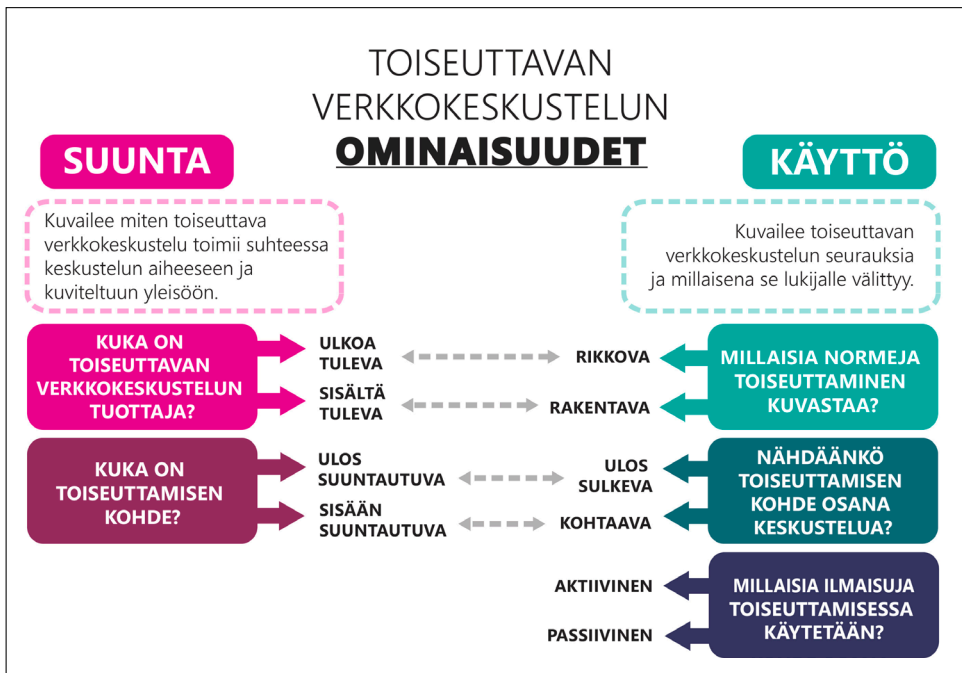 TOISEUTTAVAN
VERKKOKESKUSTELUN
OMINAISUUDET
SUUNTA
Kuvailee miten toiseuttava
verkkokeskustelu toimii suhteessa
keskustelun aiheeseen ja
kuviteltuun yleisöön.
KUKA ON
TOISEUTTAVAN
VERKKOKESKUSTELUN
TUOTTAJA?
ULKOA
TULEVA
SISÄLTÄ
TULEVA
KUKA ON
TOISEUTTAMISEN
KOHDE?
ULOS
SUUNTAUTUVA
SISÄÄN
SUUNTAUTUVA
KÄYTTÖ
Kuvailee toiseuttavan
verkkokeskustelun seurauksia
ja millaisena se lukijalle välittyy.
RIKKOVA
RAKENTAVA
MILLAISIA NORMEJA
TOISEUTTAMINEN
KUVASTAA?
ULOS
SULKEVA
KOHTAAVA
NÄHDÄÄNKÖ
TOISEUTTAMISEN
KOHDE OSANA
KESKUSTELUA?
AKTIIVINEN
PASSIIVINEN
MILLAISIA ILMAISUJA
TOISEUTTAMISESSA
KÄYTETÄÄN?